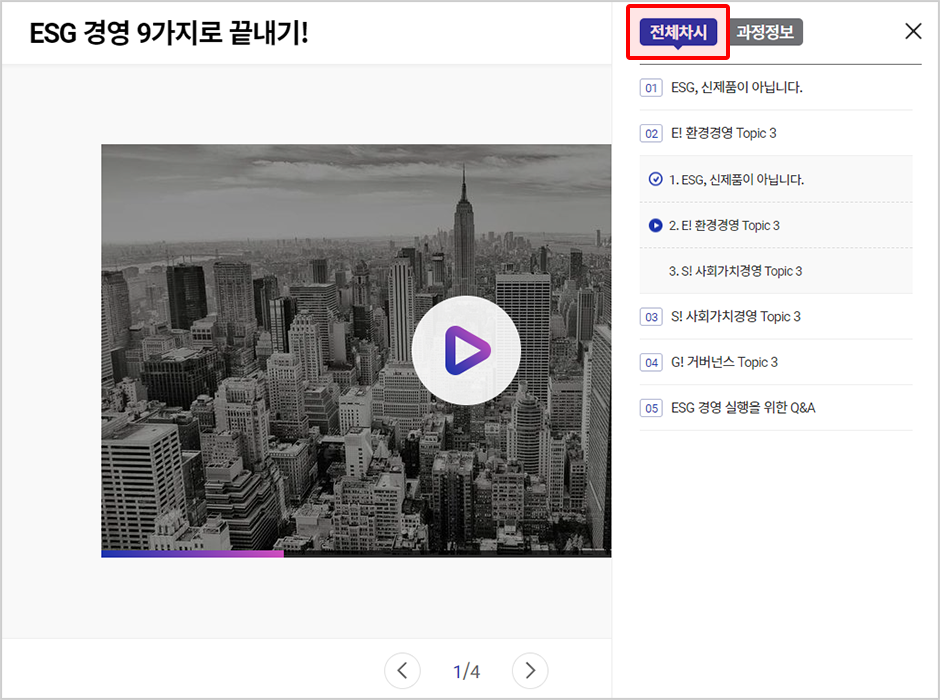 ESG 경영 9가지로 끝내기!
전체차시 과정정보
01 ESG, 신제품이 아닙니다.
02 E! 환경경영 Topic 3
1. ESG, 신제품이 아닙니다.
2. E! 환경경영 Topic 3
3. S! 사회가치경영 Topic 3
03 S! 사회가치경영 Topic 3
04 G! 거버넌스 Topic 3
05 ESG 경영 실행을 위한 Q&A
1/4